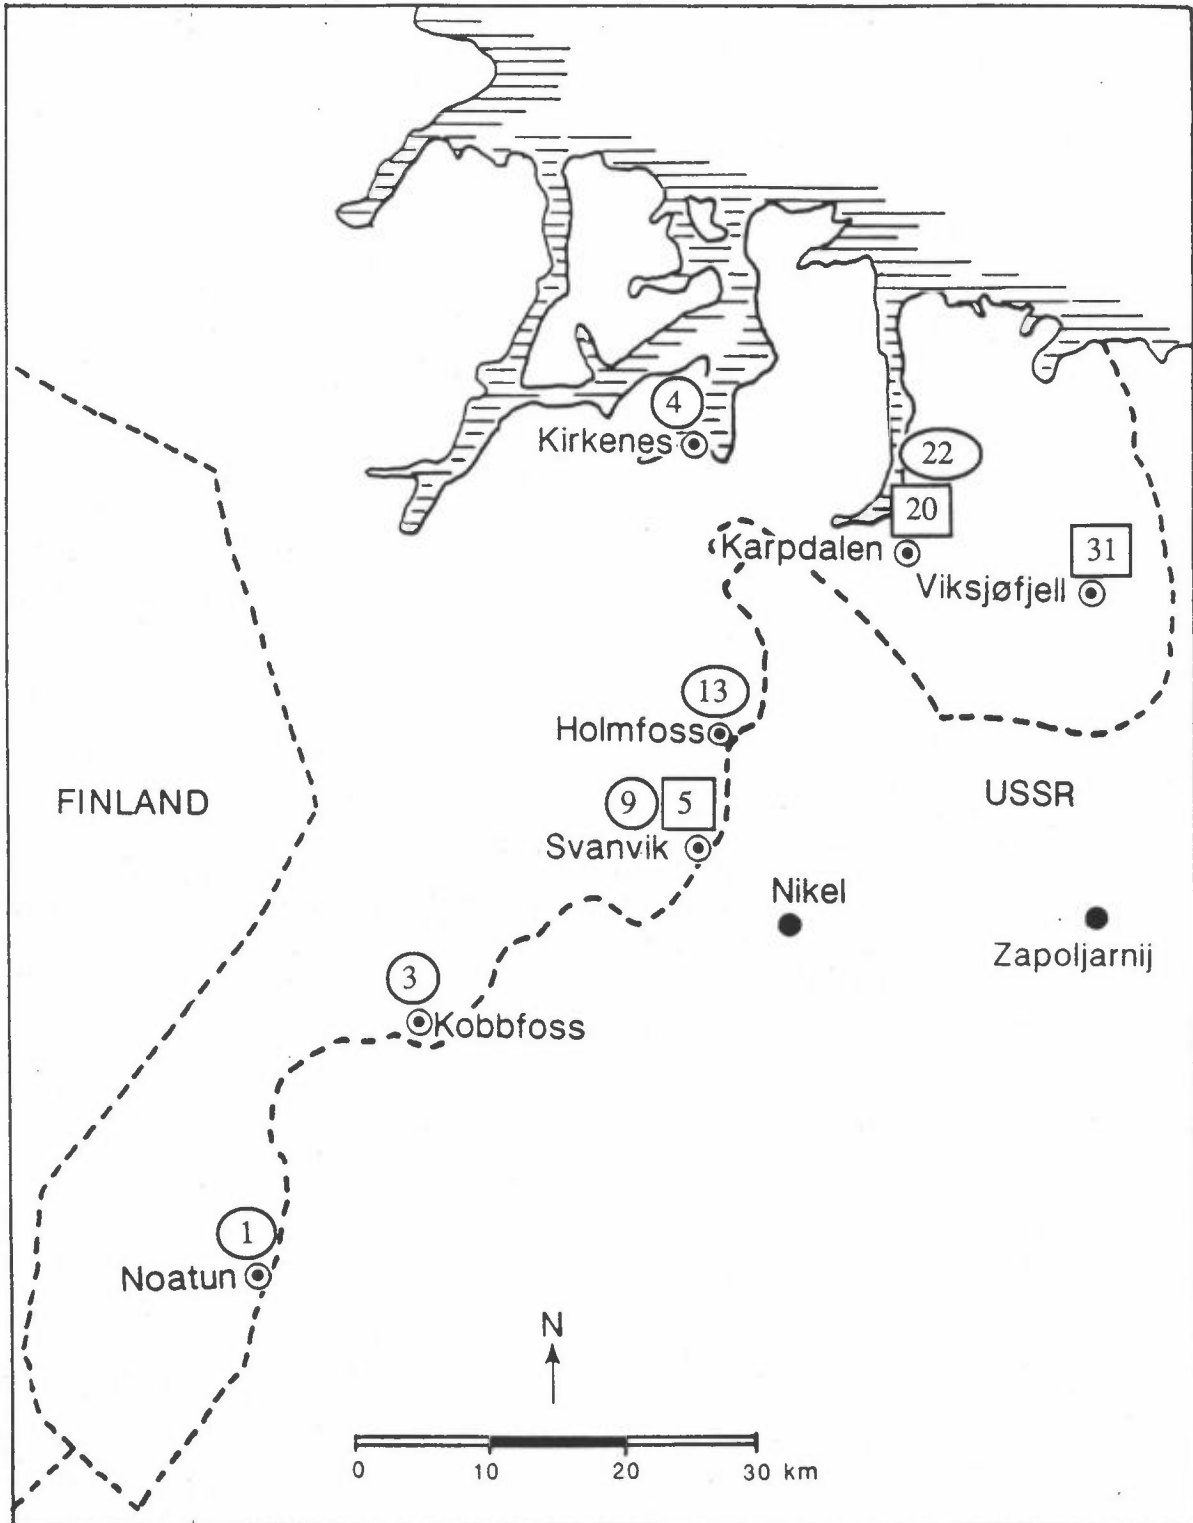 4
Kirkenes
22
20
Karpdalen
31
Viksjøfjell
13
Holmfoss
FINLAND
USSR
9 5
Svanvik
Nikel
Zapoljarnij
3
Kobbfoss
1
Noatun
N
0 10 20 30 km